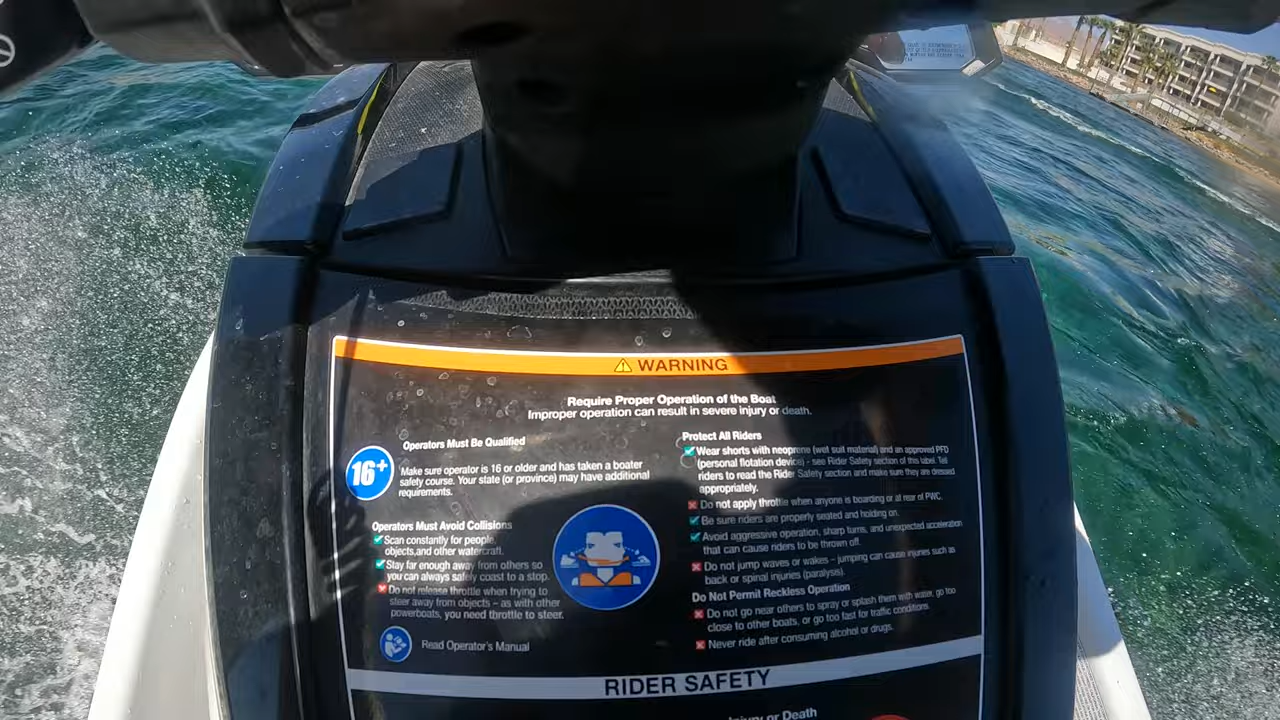 WARNING
Require Proper Operation of the Boat
Improper operation can result in severe injury or death.
Operators Must Be Qualified
16+
Make sure operator is 16 or older and has taken a boater
safety course. Your state (or province) may have additional
requirements.
Operators Must Avoid Collisions
Scan constantly for people,
objects,and other watercraft.
Stay far enough away from others so
you can always safely coast to a stop.
Do not release throttle when trying to
steer away from objects – as with other
powerboats, you need throttle to steer.
Read Operator's Manual
Protect All Riders
Wear shorts with neoprene (wet suit material) and an approved PFD
(personal flotation device) - see Rider Safety section of this label. Tell
riders to read the Rider Safety section and make sure they are dressed
appropriately.
Do not apply throttle when anyone is boarding or at rear of PWC.
Be sure riders are properly seated and holding on.
Avoid aggressive operation, sharp turns, and unexpected acceleration
that can cause riders to be thrown off.
Do not jump waves or wakes – jumping can cause injuries such as
back or spinal injuries (paralysis).
Do Not Permit Reckless Operation
Do not go near others to spray or splash them with water, go too
close to other boats, or go too fast for traffic conditions.
Never ride after consuming alcohol or drugs.
RIDER SAFETY
Injury or Death